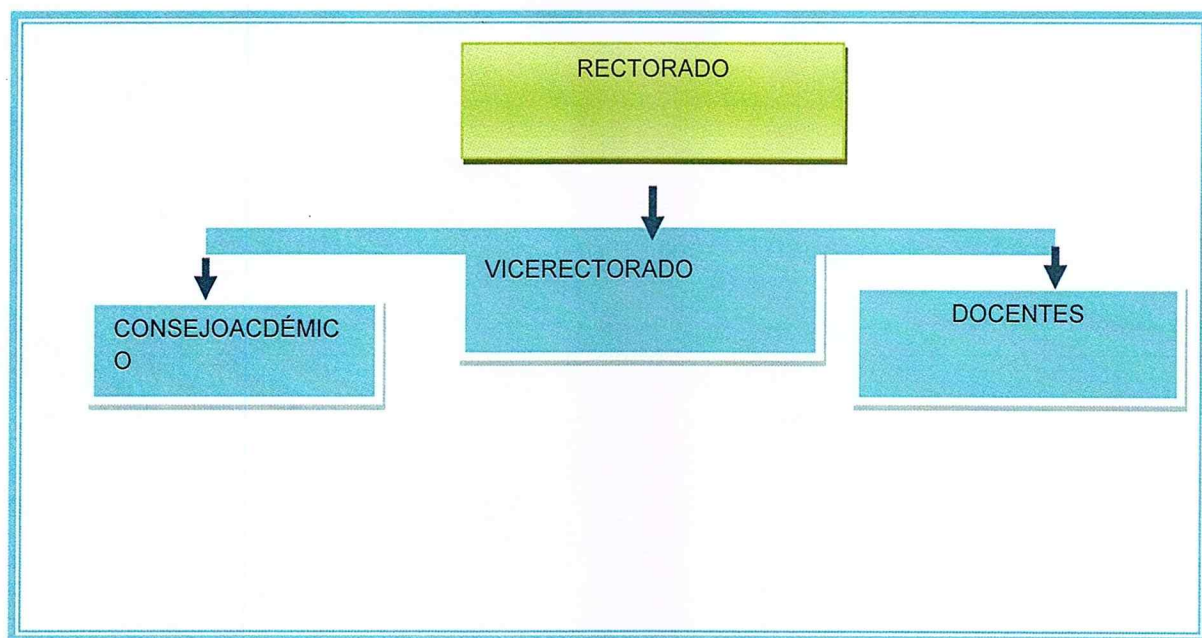 RECTORADO
VICERECTORADO
CONSEJOACDÉMIC
O
DOCENTES